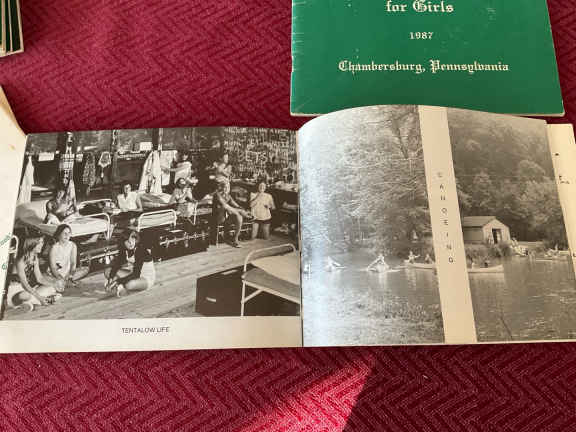 for Girls
1987
Chambersburg, Pennsylvania
CANOEING
TENTALOW LIFE